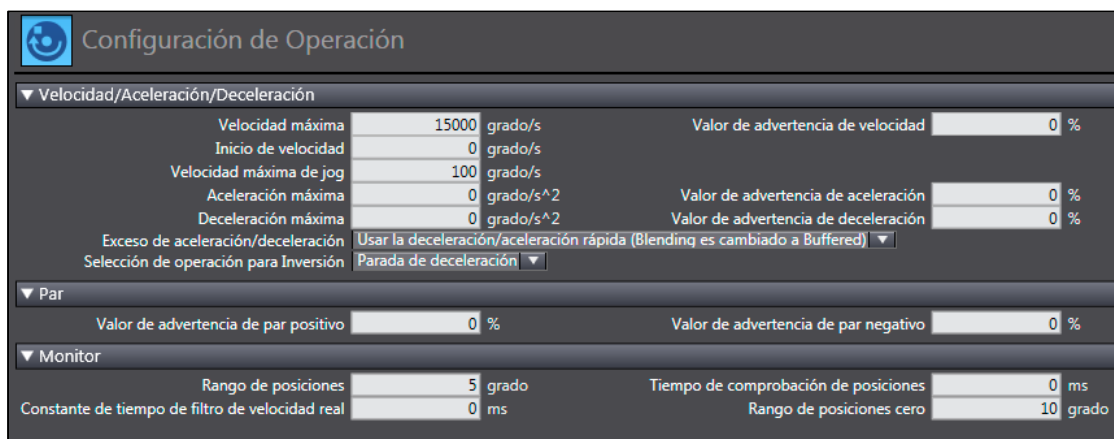 Configuración de Operación
▼ Velocidad/Aceleración/Deceleración
Velocidad máxima 15000 grado/s Valor de advertencia de velocidad 0 %
Inicio de velocidad 0 grado/s
Velocidad máxima de jog 100 grado/s
Aceleración máxima 0 grado/s^2 Valor de advertencia de aceleración 0 %
Deceleración máxima 0 grado/s^2 Valor de advertencia de deceleración 0 %
Exceso de aceleración/deceleración Usar la deceleración/aceleración rápida (Blending es cambiado a Buffered) ▼
Selección de operación para Inversión Parada de deceleración ▼
▼ Par
Valor de advertencia de par positivo 0 % Valor de advertencia de par negativo 0 %
▼ Monitor
Rango de posiciones 5 grado Tiempo de comprobación de posiciones 0 ms
Constante de tiempo de filtro de velocidad real 0 ms Rango de posiciones cero 10 grado